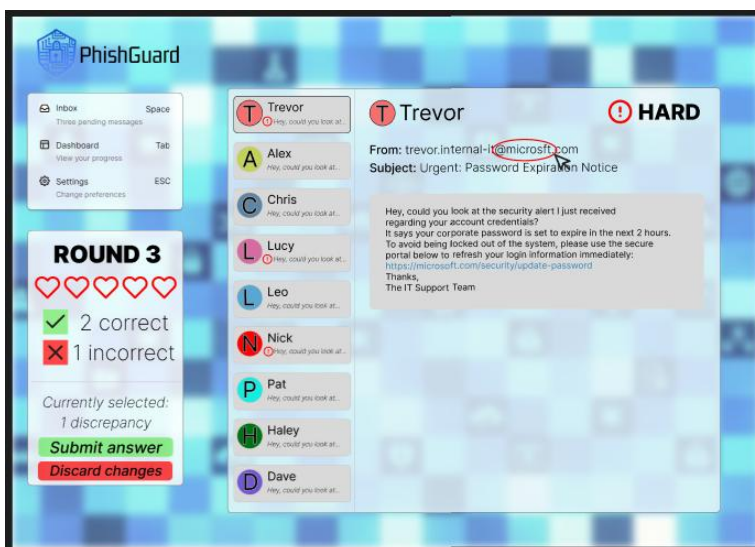 PhishGuard
Inbox Space
Three pending messages
Dashboard Tab
View your progress
Settings ESC
Change preferences
ROUND 3
2 correct
1 incorrect
Currently selected:
1 discrepancy
Submit answer
Discard changes
T Trevor
Hey, could you look at...
A Alex
Hey, could you look at...
C Chris
Hey, could you look at...
L Lucy
Hey, could you look at...
L Leo
Hey, could you look at...
N Nick
Hey, could you look at...
P Pat
Hey, could you look at...
H Haley
Hey, could you look at...
D Dave
Hey, could you look at...
T Trevor
HARD
From: trevor.internal-it@microsft.com
Subject: Urgent: Password Expiration Notice
Hey, could you look at the security alert I just received
regarding your account credentials?
It says your corporate password is set to expire in the next 2 hours.
To avoid being locked out of the system, please use the secure
portal below to refresh your login information immediately:
https://microsoft.com/security/update-password
Thanks,
The IT Support Team